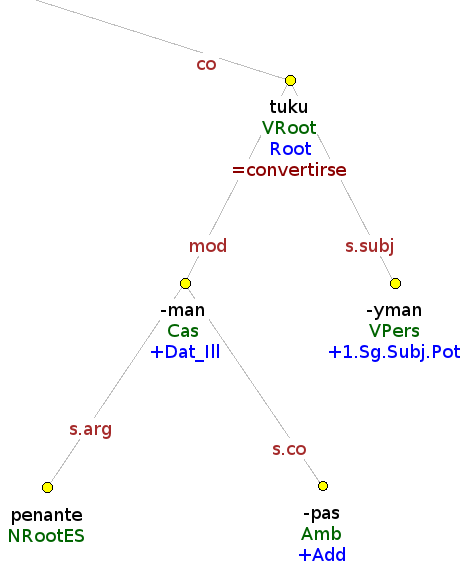 co
tuku
VRoot
Root
=convertirse
mod
s.subj
-man
Cas
+Dat_Ill
-yman
VPers
+1.Sg.Subj.Pot
s.arg
s.co
penante
NRootES
-pas
Amb
+Add